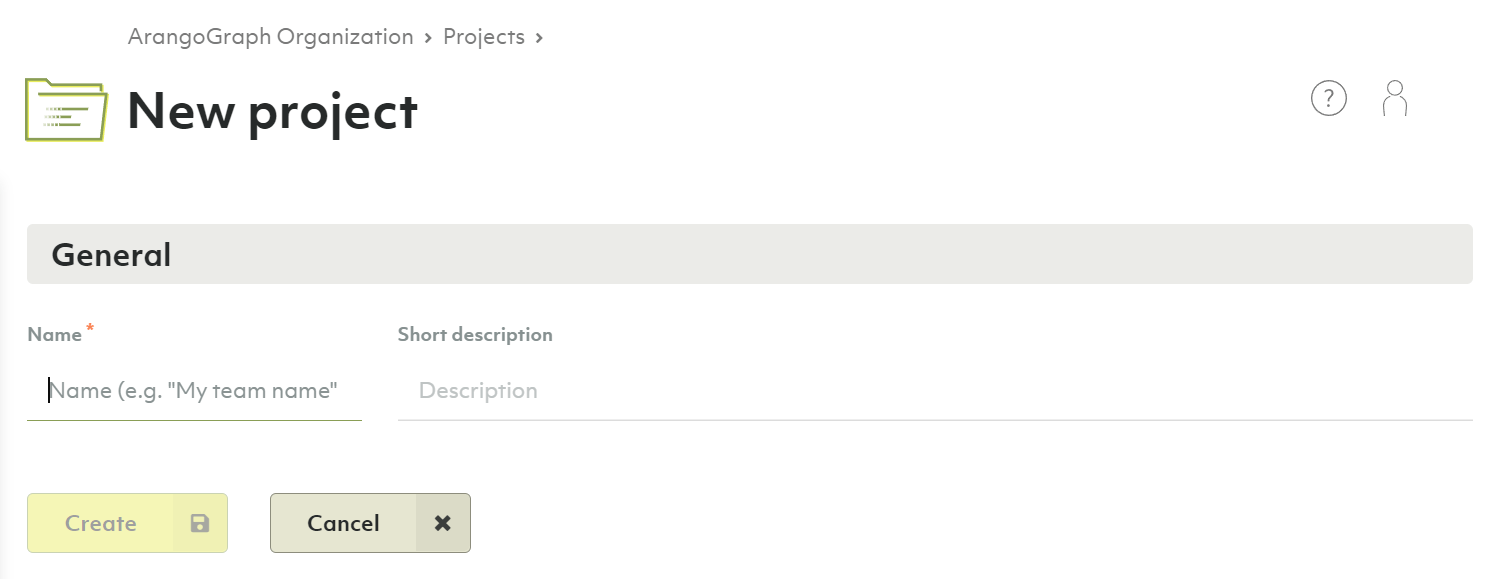 ArangoGraph Organization › Projects ›
New project
?
General
Name * Short description
Name (e.g. "My team name" Description
Create Cancel